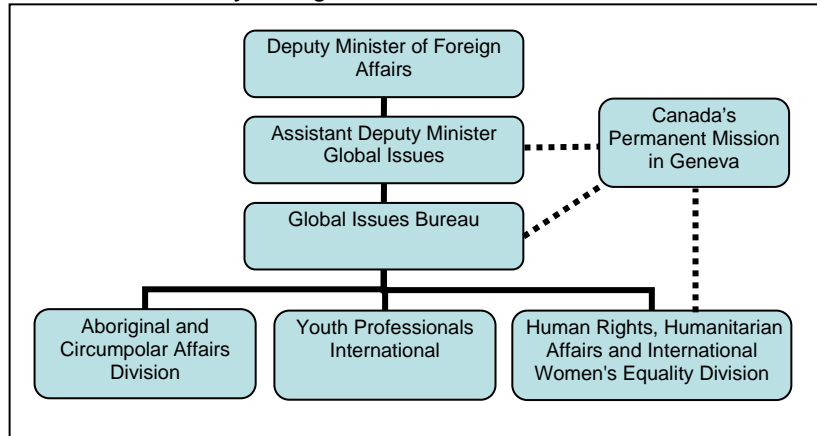 Deputy Minister of Foreign
Affairs
Assistant Deputy Minister
Global Issues
Canada's
Permanent Mission
in Geneva
Global Issues Bureau
Aboriginal and
Circumpolar Affairs
Division
Youth Professionals
International
Human Rights, Humanitarian
Affairs and International
Women's Equality Division